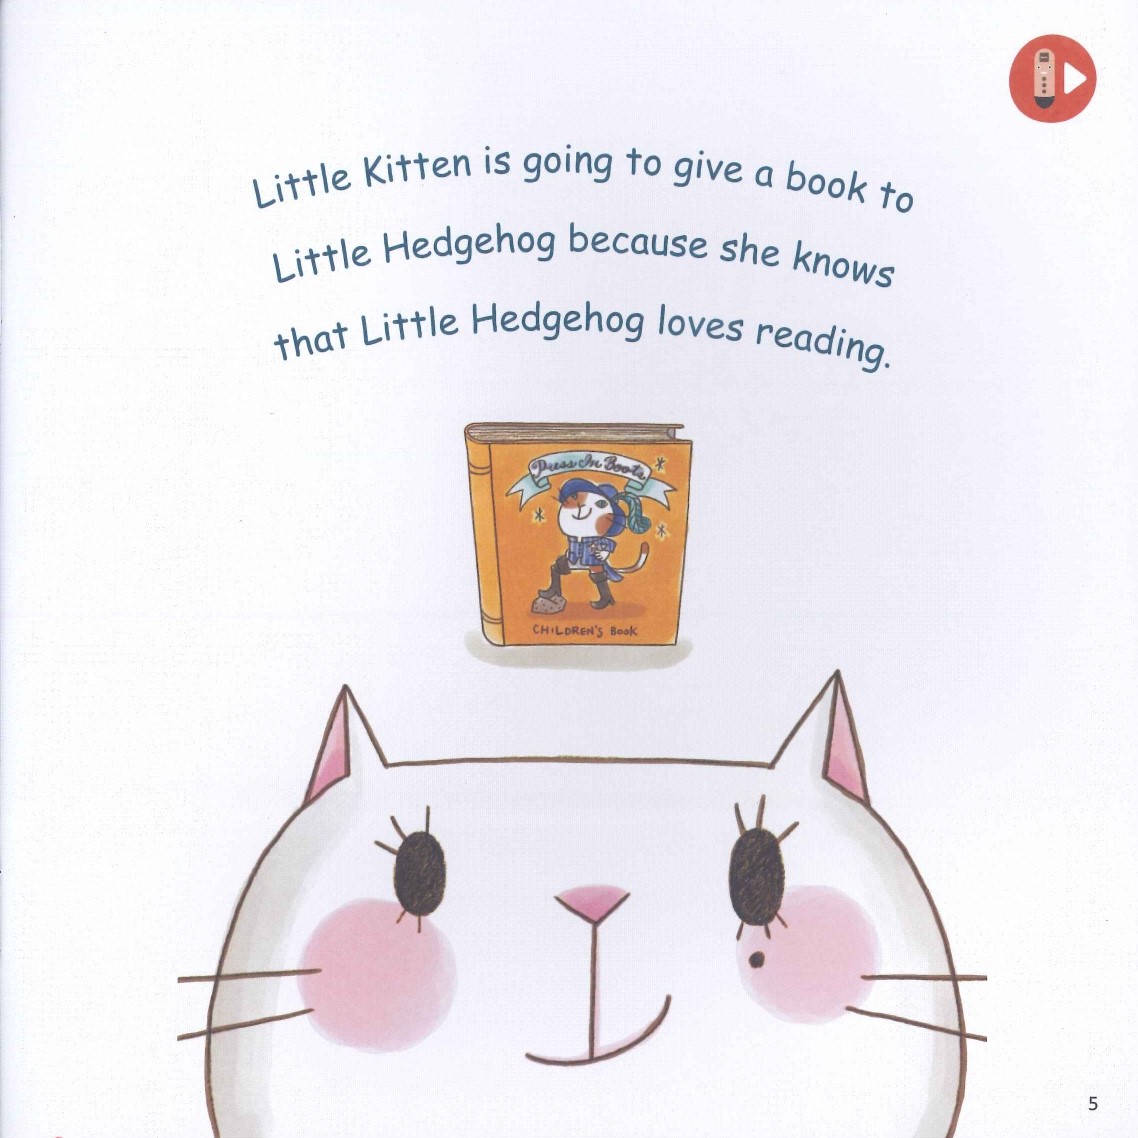 Little Kitten is going to give a book to
Little Hedgehog because she knows
that Little Hedgehog loves reading.
Puss In Boots
CHILDREN'S BOOK
5